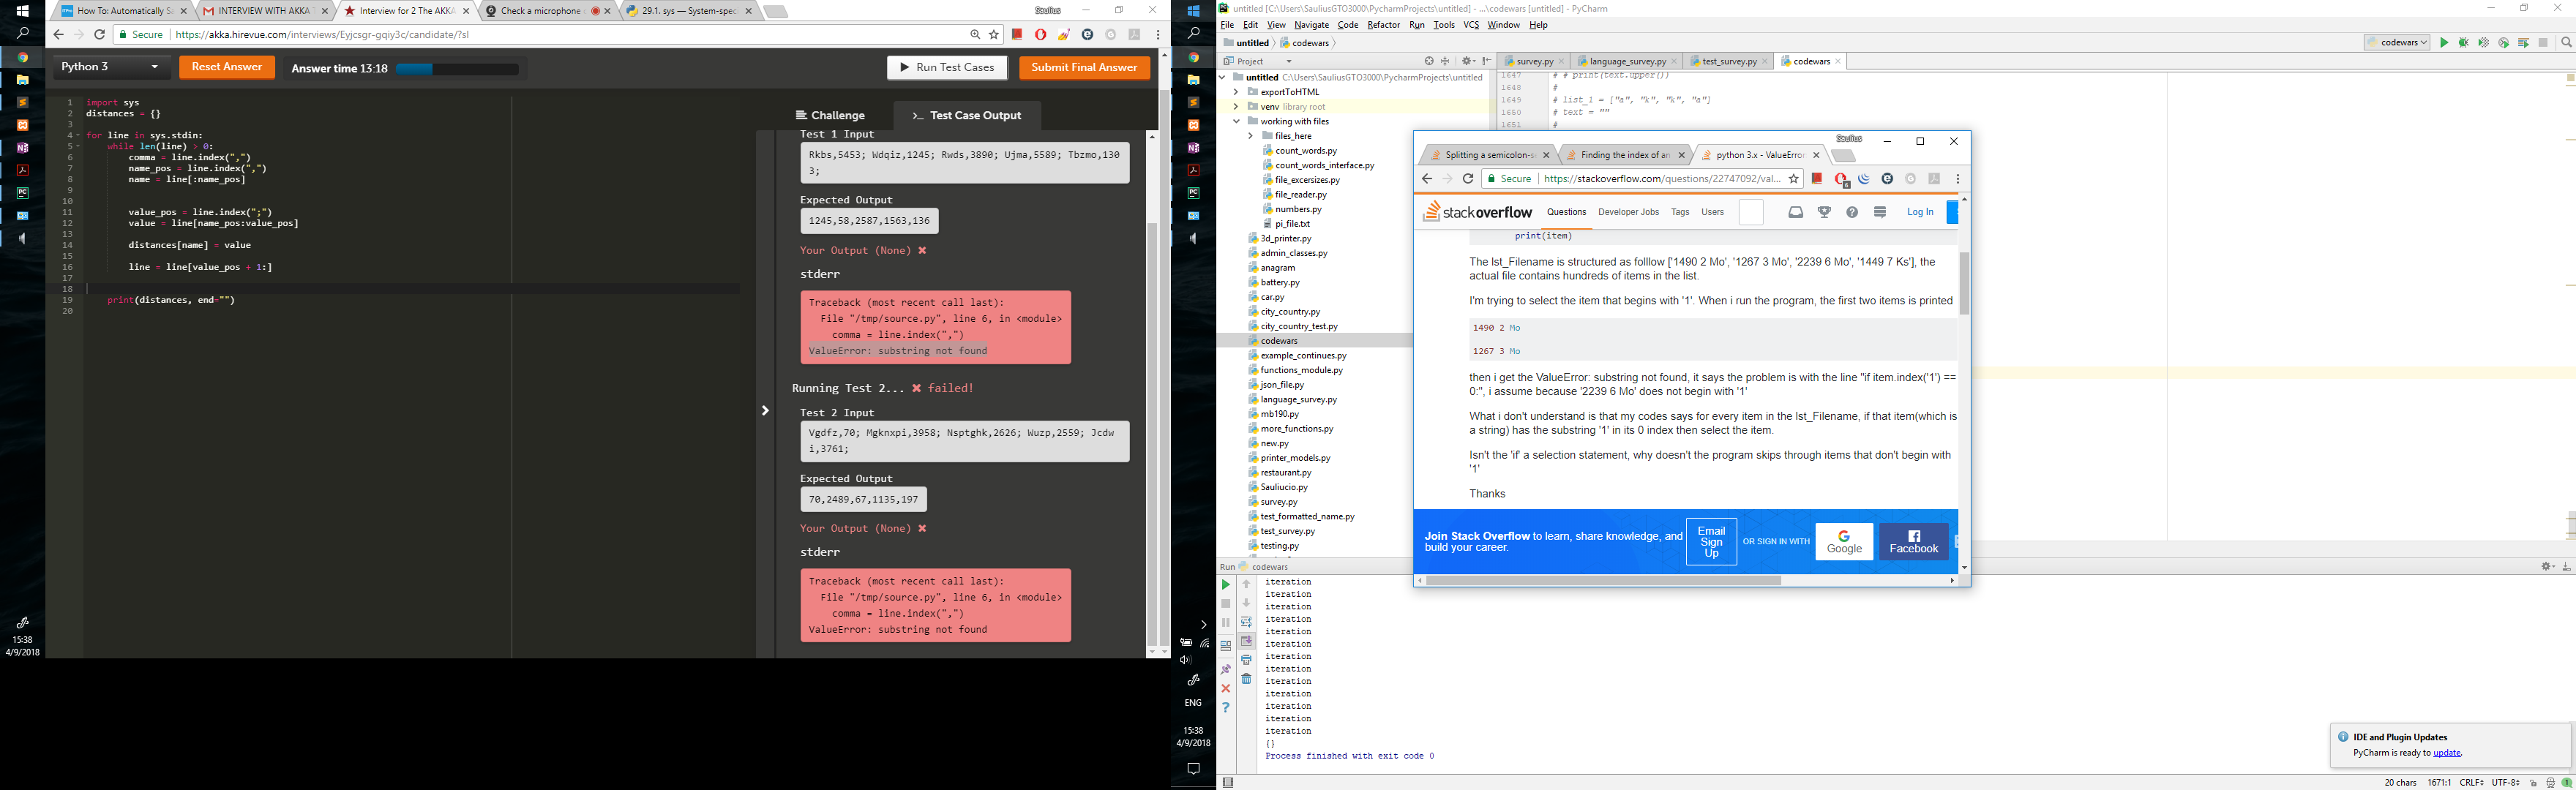 How To: Automatically S
INTERVIEW WITH AKKA T
Interview for 2 The AKKA
Check a microphone
29.1. sys — System-spec
Saulius
Secure
https://akka.hirevue.com/interviews/Eyjcsgr-gqiy3c/candidate/?sl
Python 3
Reset Answer
Answer time 13:18
Run Test Cases
Submit Final Answer
1 import sys
2 distances = {}
3
4 for line in sys.stdin:
5 while len(line) > 0:
6 comma = line.index(",")
7 name_pos = line.index(",")
8 name = line[:name_pos]
9
10
11 value_pos = line.index(";")
12 value = line[name_pos:value_pos]
13
14 distances[name] = value
15
16 line = line[value_pos + 1:]
17
18
19 print(distances, end="")
20
Challenge
>_ Test Case Output
Test 1 Input
Rkbs,5453; Wdqiz,1245; Rwds,3890; Ujma,5589; Tbzmo,130
3;
Expected Output
1245,58,2587,1563,136
Your Output (None)
stderr
Traceback (most recent call last):
File "/tmp/source.py", line 6, in <module>
comma = line.index(",")
ValueError: substring not found
Running Test 2... failed!
Test 2 Input
Vgdfz,70; Mgknxpi,3958; Nsptghk,2626; Wuzp,2559; Jcdw
i,3761;
Expected Output
70,2489,67,1135,197
Your Output (None)
stderr
Traceback (most recent call last):
File "/tmp/source.py", line 6, in <module>
comma = line.index(",")
ValueError: substring not found
15:38
4/9/2018
ENG
15:38
4/9/2018
untitled [C:\Users\SauliusGTO3000\PycharmProjects\untitled] - ...\codewars [untitled] - PyCharm
File Edit View Navigate Code Refactor Run Tools VCS Window Help
untitled codewars
codewars
Project
survey.py
language_survey.py
test_survey.py
codewars
untitled C:\Users\SauliusGTO3000\PycharmProjects\untitled
exportToHTML
venv library root
working with files
files_here
count_words.py
count_words_interface.py
file_excersizes.py
file_reader.py
numbers.py
pi_file.txt
3d_printer.py
admin_classes.py
anagram
battery.py
car.py
city_country.py
city_country_test.py
codewars
example_continues.py
functions_module.py
json_file.py
language_survey.py
mb190.py
more_functions.py
new.py
printer_models.py
restaurant.py
Sauliucio.py
survey.py
test_formatted_name.py
test_survey.py
testing.py
1647 # # print(text.upper())
1648 #
1649 # list_1 = ["a", "k", "k", "a"]
1650 # text = ""
1651 #
Saulius
Splitting a semicolon-s
Finding the index of an
python 3.x - ValueError
Secure
https://stackoverflow.com/questions/22747092/val...
6
stackoverflow
Questions
Developer Jobs
Tags
Users
Log In
print(item)
The lst_Filename is structured as folllow ['1490 2 Mo', '1267 3 Mo', '2239 6 Mo', '1449 7 Ks'], the
actual file contains hundreds of items in the list.
I'm trying to select the item that begins with '1'. When i run the program, the first two items is printed
1490 2 Mo
1267 3 Mo
then i get the ValueError: substring not found, it says the problem is with the line "if item.index('1') ==
0:", i assume because '2239 6 Mo' does not begin with '1'
What i don't understand is that my codes says for every item in the lst_Filename, if that item(which is
a string) has the substring '1' in its 0 index then select the item.
Isn't the 'if' a selection statement, why doesn't the program skips through items that don't begin with
'1'
Thanks
Join Stack Overflow to learn, share knowledge, and
build your career.
Email
Sign
Up
OR SIGN IN WITH
Google
Facebook
Run codewars
iteration
iteration
iteration
iteration
iteration
iteration
iteration
iteration
iteration
iteration
iteration
iteration
iteration
{}
Process finished with exit code 0
IDE and Plugin Updates
PyCharm is ready to update.
20 chars 1671:1 CRLF UTF-8 1